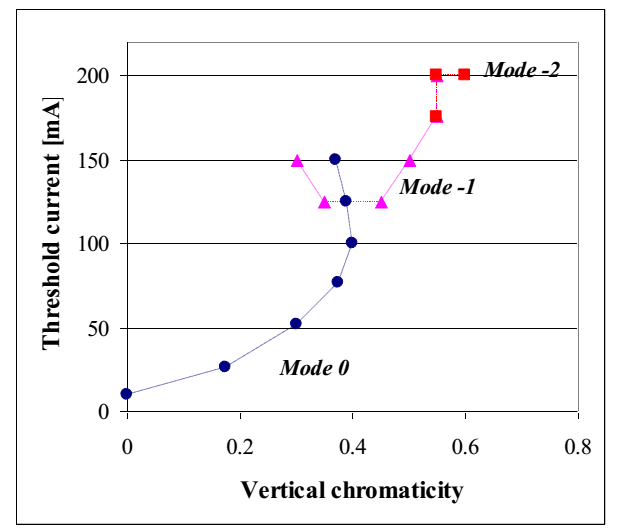 200
150
100
50
0
Threshold current [mA]
Mode -2
Mode -1
Mode 0
0
0.2
0.4
0.6
0.8
Vertical chromaticity